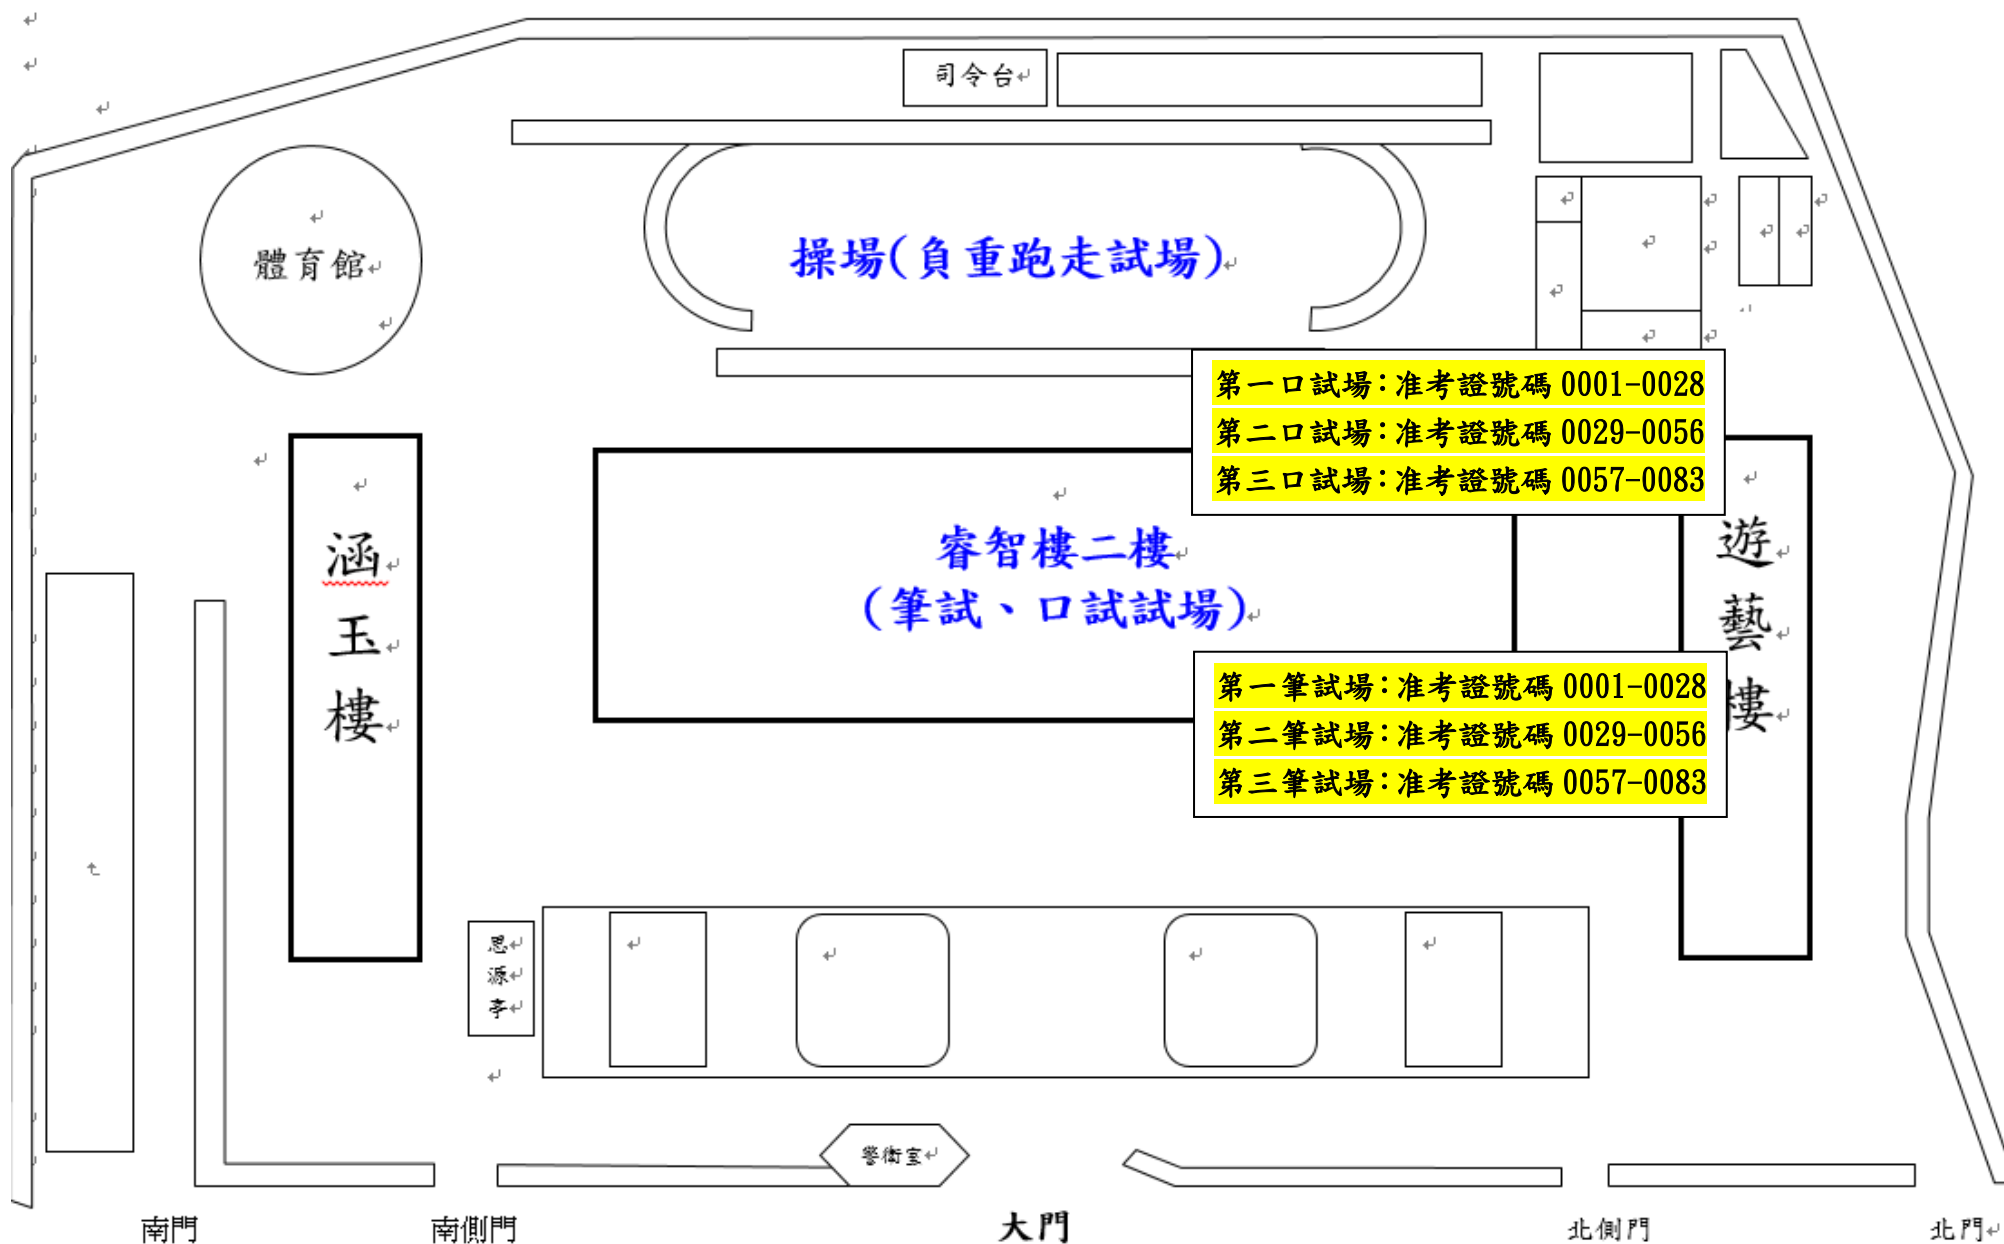 司令台
體育館
操場(負重跑走試場)
第一口試場：准考證號碼 0001-0028
第二口試場：准考證號碼 0029-0056
第三口試場：准考證號碼 0057-0083
涵
玉
樓
睿智樓二樓
(筆試、口試試場)
遊
藝
樓
第一筆試場：准考證號碼 0001-0028
第二筆試場：准考證號碼 0029-0056
第三筆試場：准考證號碼 0057-0083
思
源
亭
警衛室
南門
南側門
大門
北側門
北門